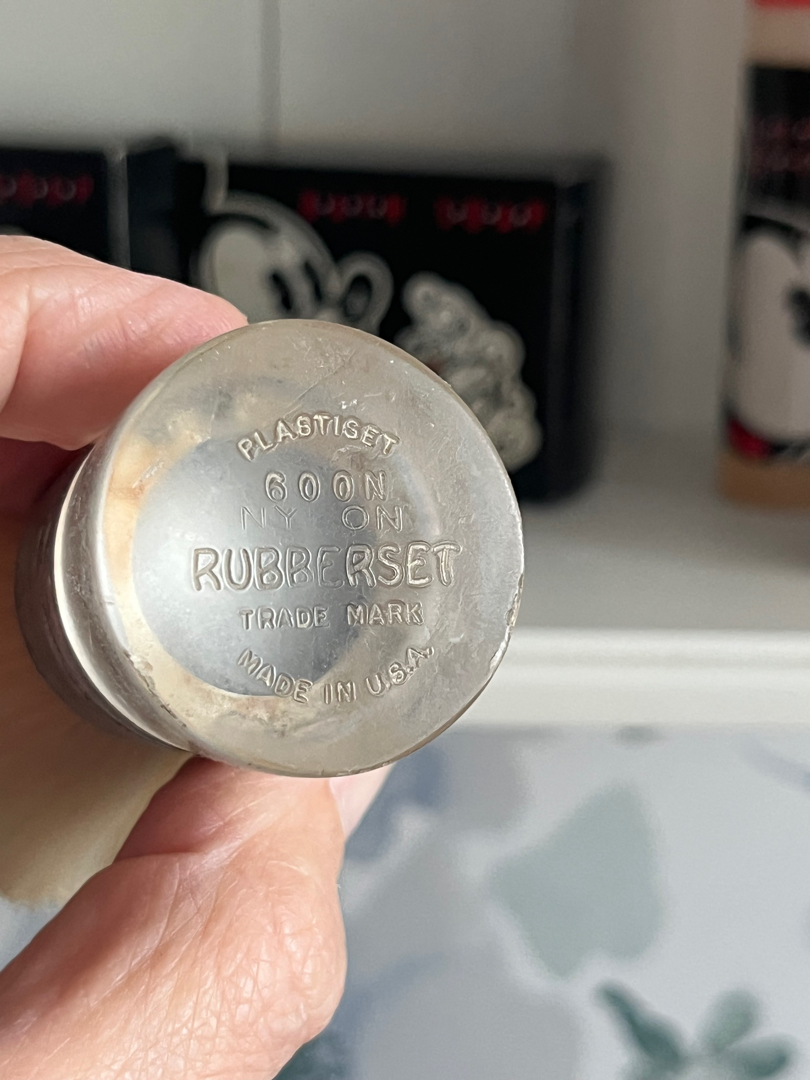 PLASTISET
600N
NY ON
RUBBERSET
TRADE MARK
MADE IN U.S.A.